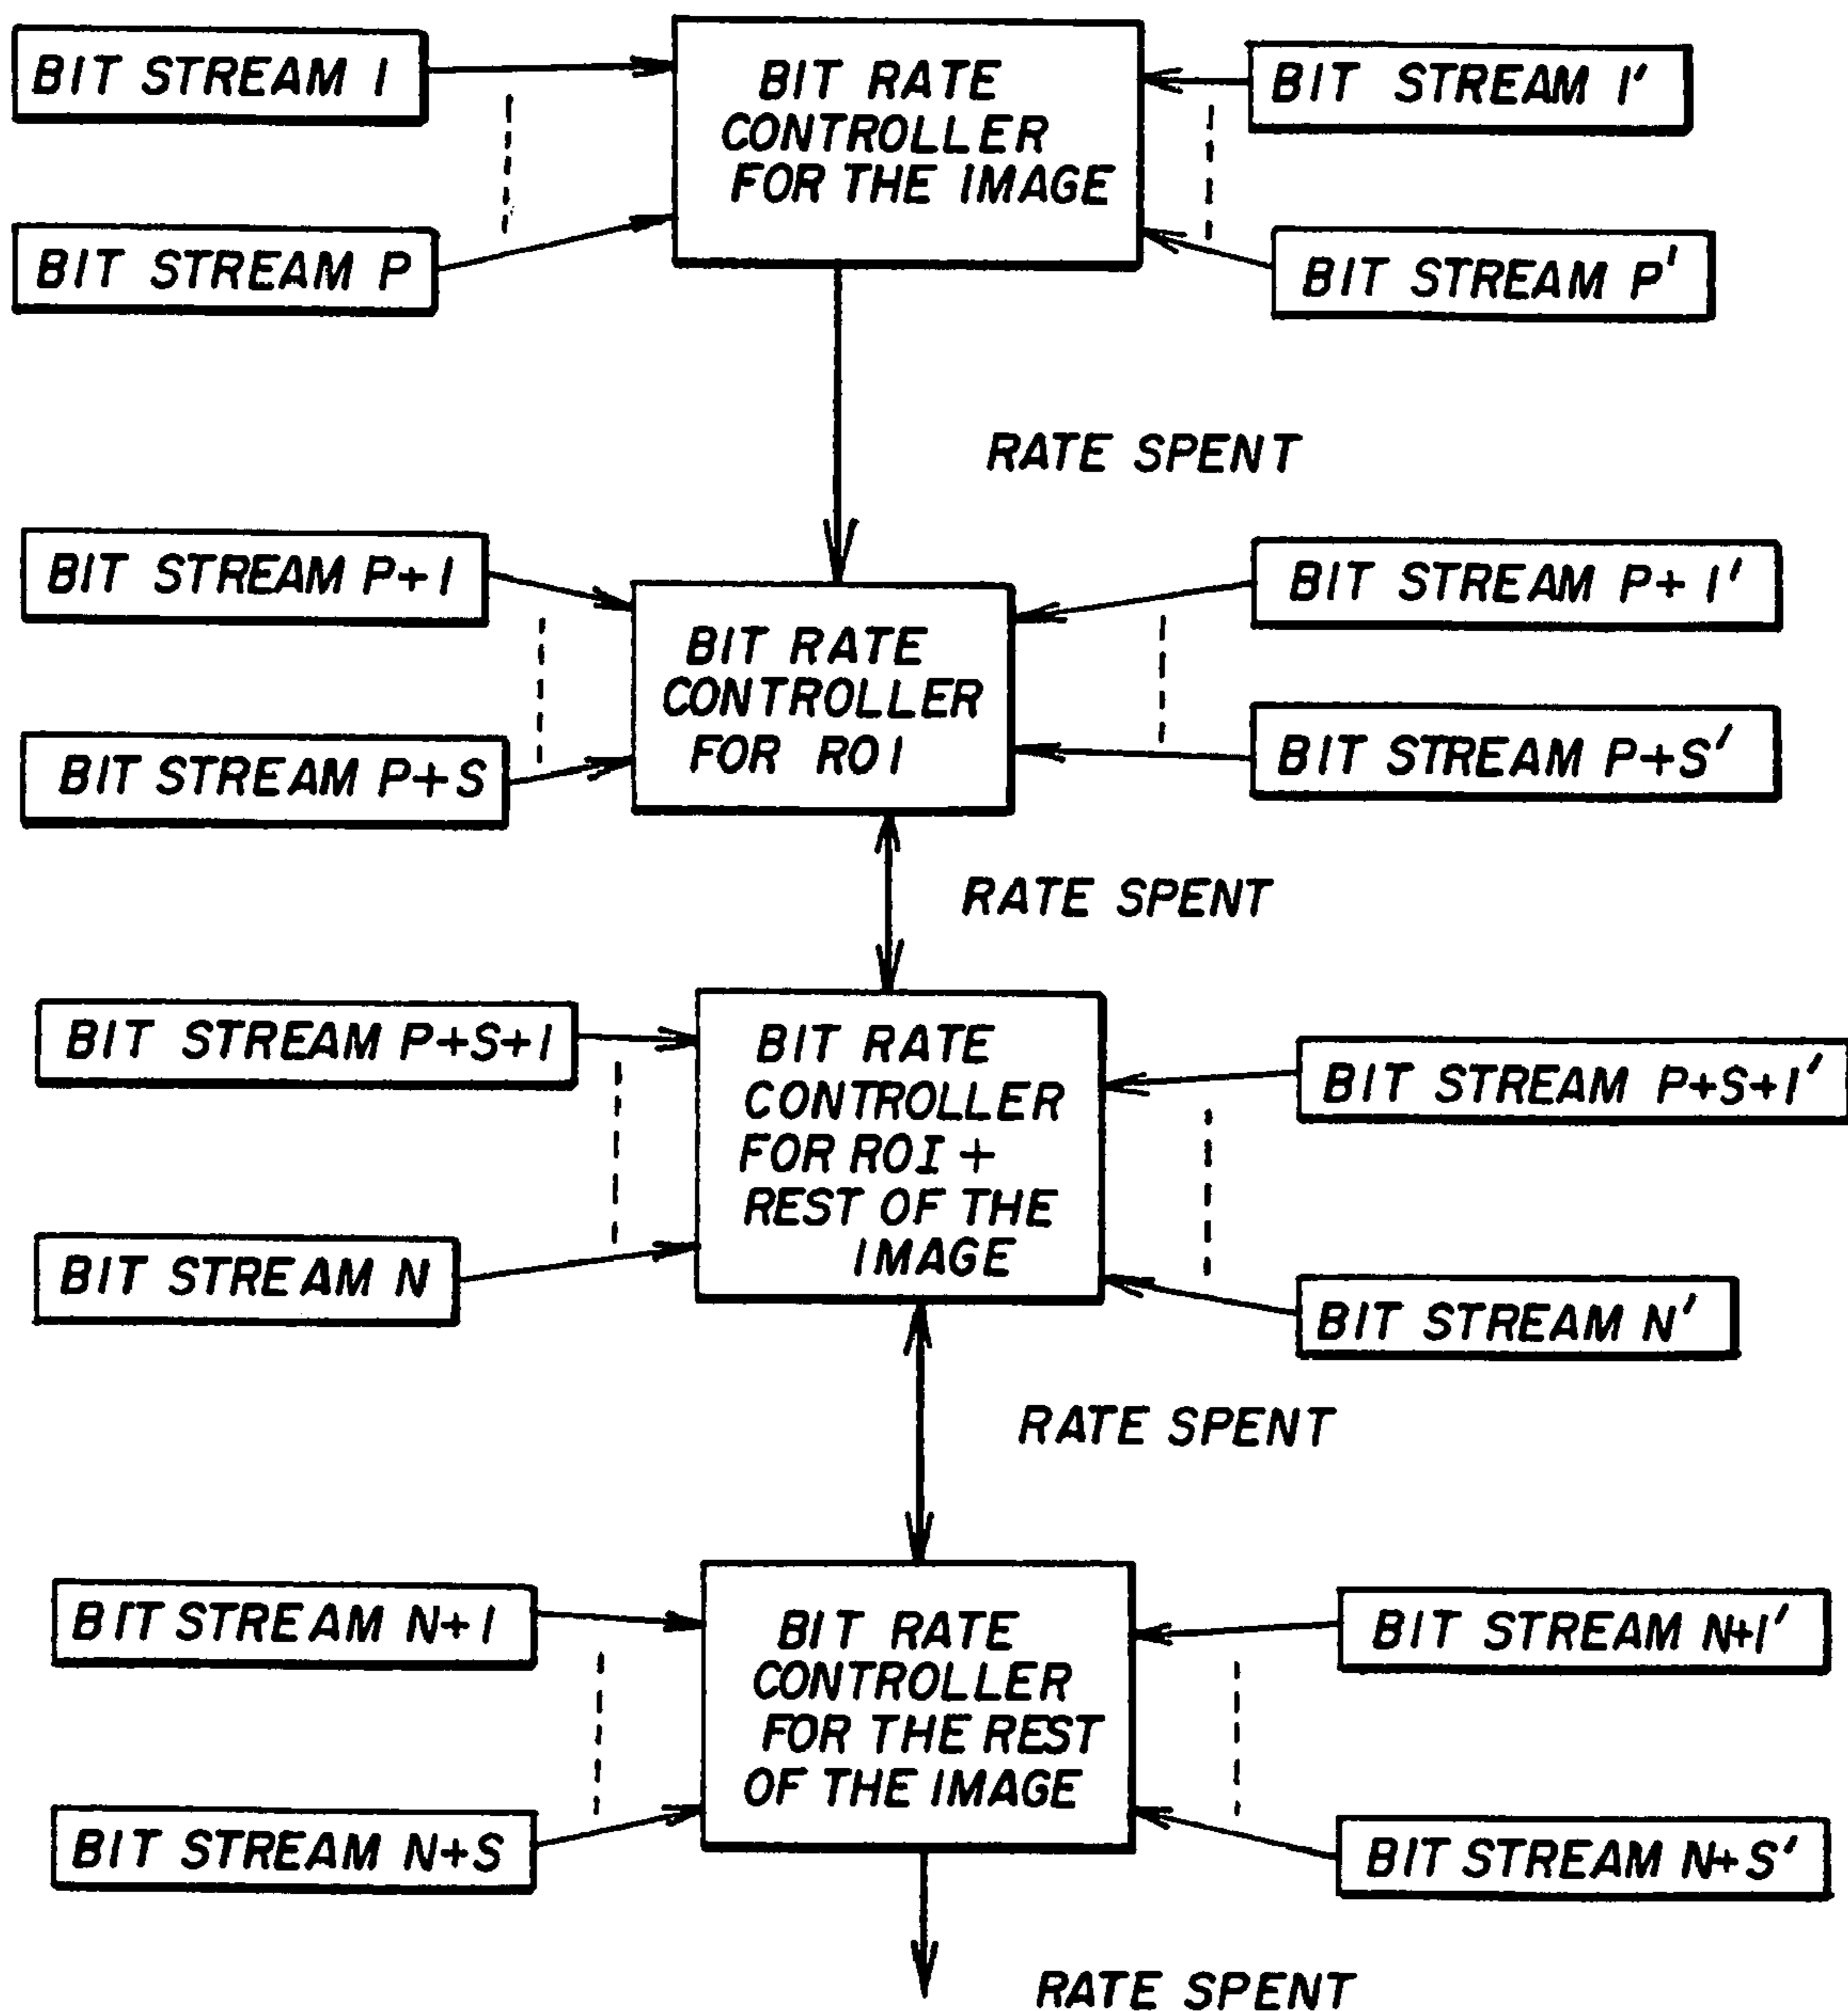 BIT STREAM 1
BIT RATE
CONTROLLER
FOR THE IMAGE
BIT STREAM 1'
BIT STREAM P
BIT STREAM P'
RATE SPENT
BIT STREAM P+1
BIT RATE
CONTROLLER
FOR ROI
BIT STREAM P+1'
BIT STREAM P+S
BIT STREAM P+S'
RATE SPENT
BIT STREAM P+S+1
BIT RATE
CONTROLLER
FOR ROI +
REST OF THE
IMAGE
BIT STREAM P+S+1'
BIT STREAM N
BIT STREAM N'
RATE SPENT
BIT STREAM N+1
BIT RATE
CONTROLLER
FOR THE REST
OF THE IMAGE
BIT STREAM N+1'
BIT STREAM N+S
BIT STREAM N+S'
RATE SPENT